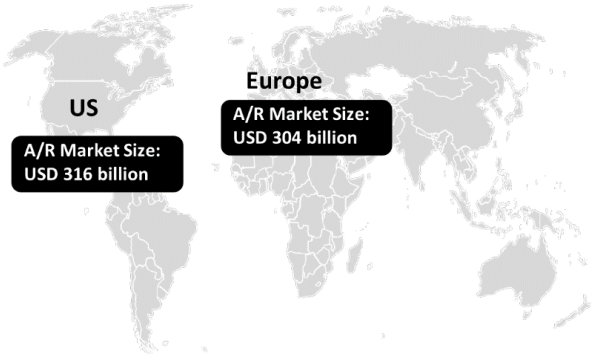 US
A/R Market Size:
USD 316 billion
Europe
A/R Market Size:
USD 304 billion